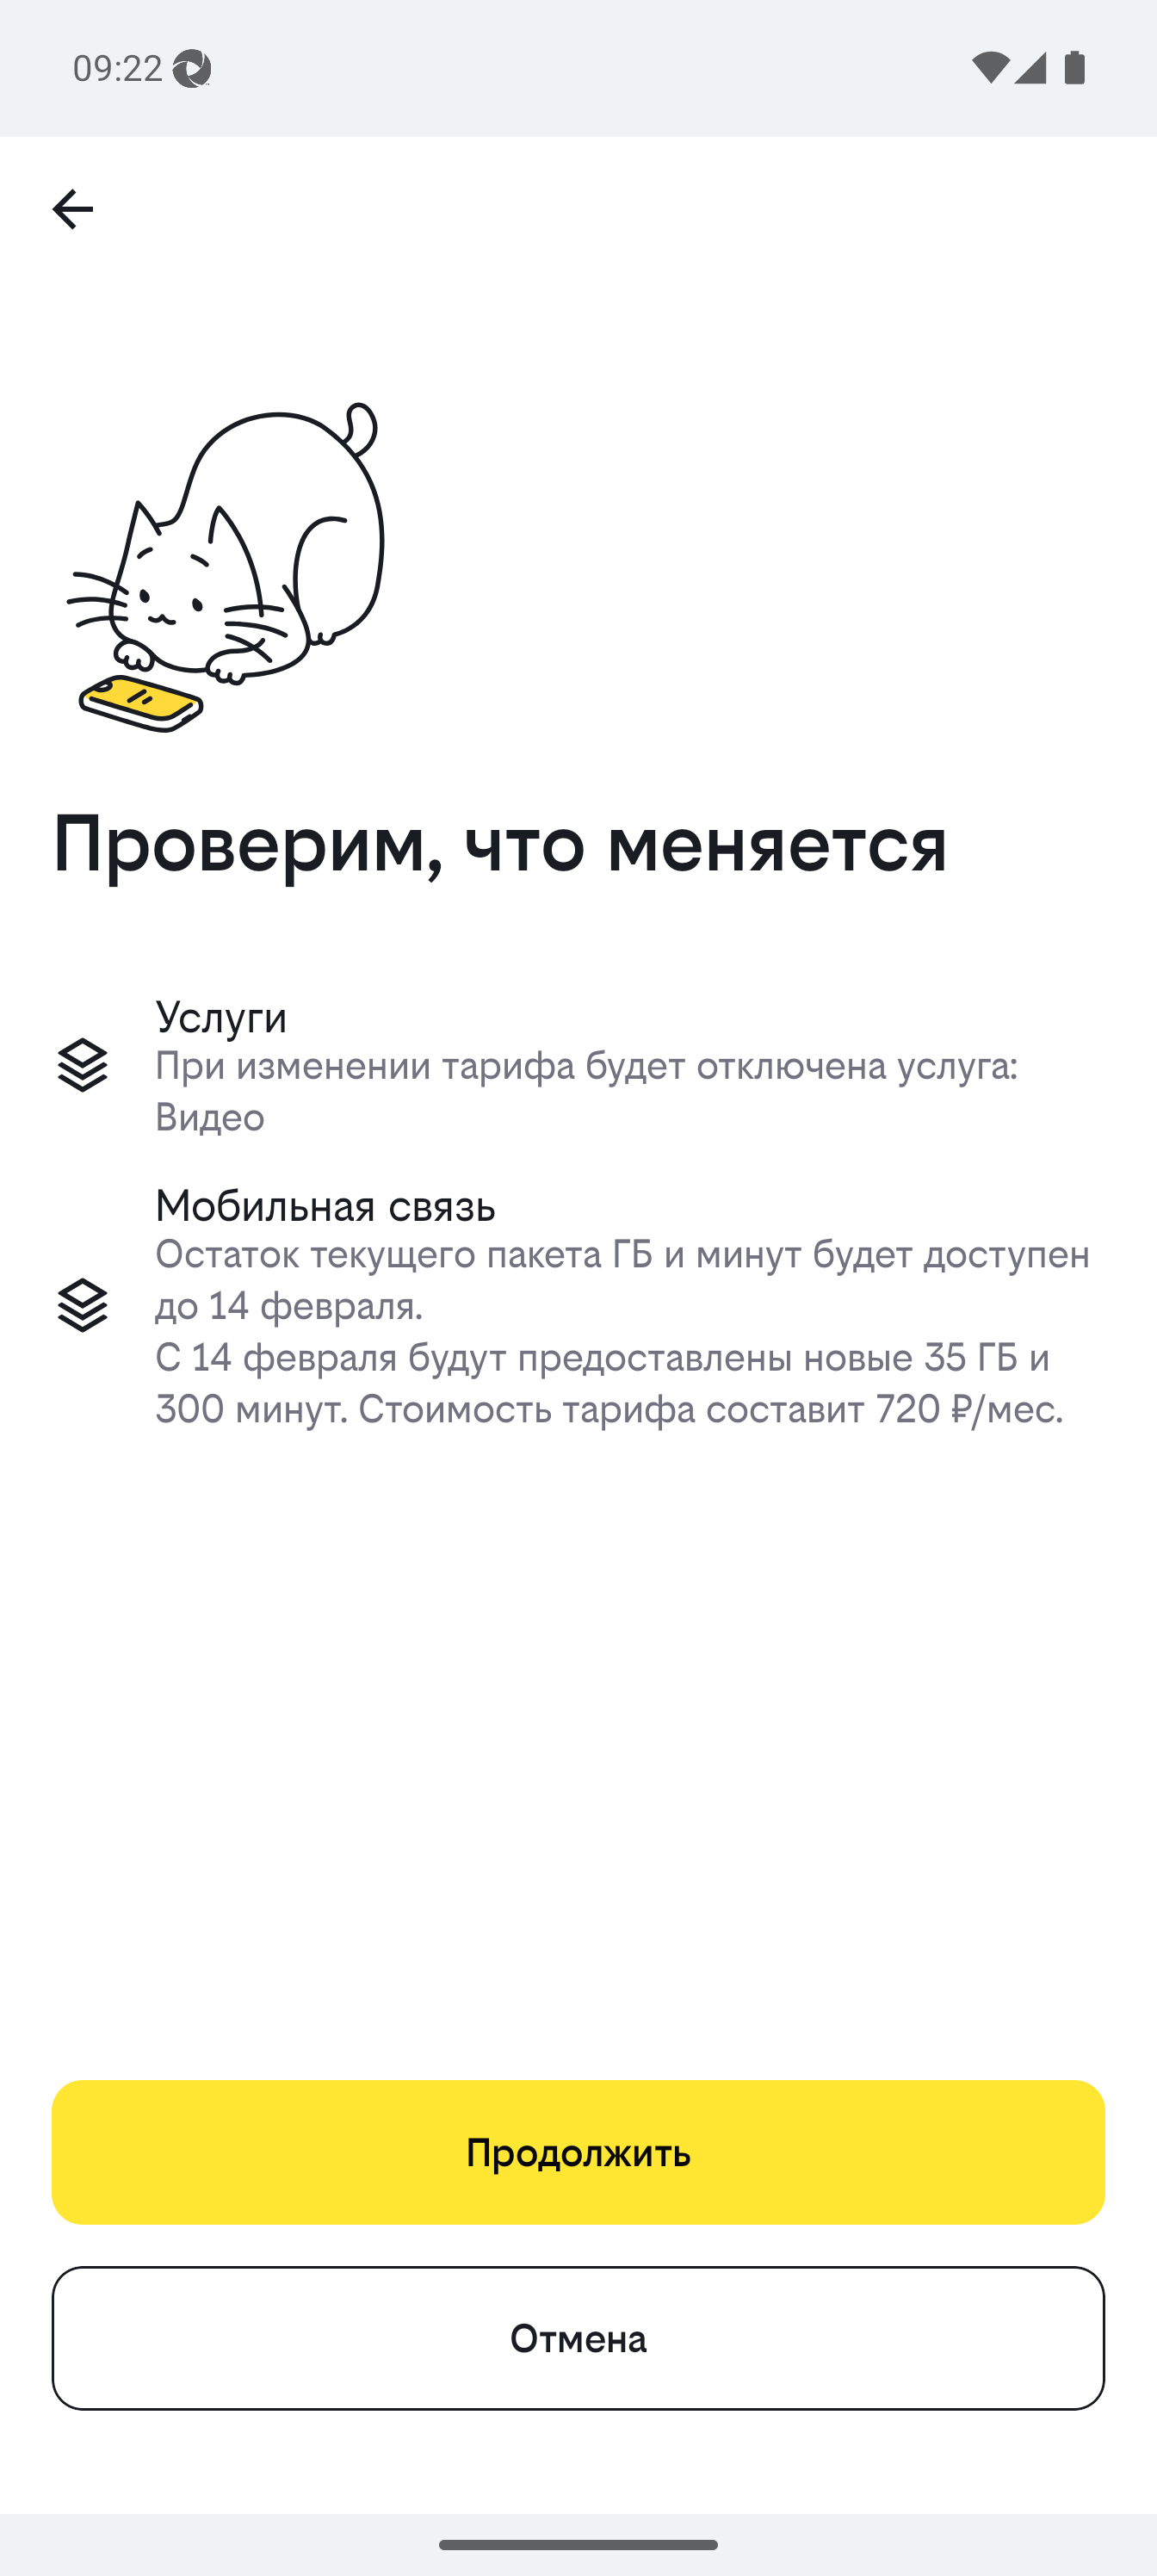 09:22
Проверим, что меняется
Услуги
При изменении тарифа будет отключена услуга:
Видео
Мобильная связь
Остаток текущего пакета ГБ и минут будет доступен
до 14 февраля.
С 14 февраля будут предоставлены новые 35 ГБ и
300 минут. Стоимость тарифа составит 720 ₽/мес.
Продолжить
Отмена